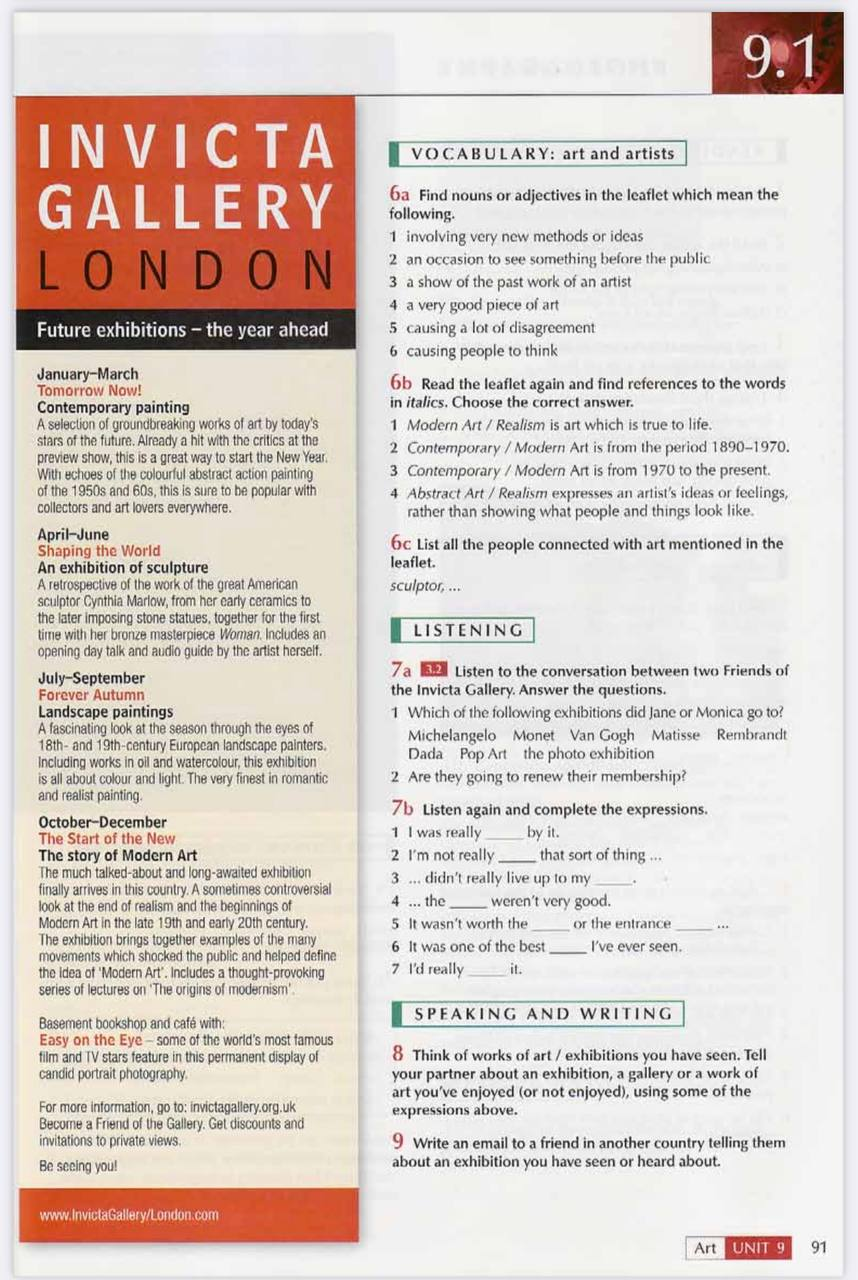 9.1
INVICTA
GALLERY
LONDON
Future exhibitions – the year ahead
January–March
Tomorrow Now!
Contemporary painting
A selection of groundbreaking works of art by today's
stars of the future. Already a hit with the critics at the
preview show, this is a great way to start the New Year.
With echoes of the colourful abstract action painting
of the 1950s and 60s, this is sure to be popular with
collectors and art lovers everywhere.
April–June
Shaping the World
An exhibition of sculpture
A retrospective of the work of the great American
sculptor Cynthia Marlow, from her early ceramics to
the later imposing stone statues, together for the first
time with her bronze masterpiece Woman. Includes an
opening day talk and audio guide by the artist herself.
July–September
Forever Autumn
Landscape paintings
A fascinating look at the season through the eyes of
18th- and 19th-century European landscape painters.
Including works in oil and watercolour, this exhibition
is all about colour and light. The very finest in romantic
and realist painting.
October–December
The Start of the New
The story of Modern Art
The much talked-about and long-awaited exhibition
finally arrives in this country. A sometimes controversial
look at the end of realism and the beginnings of
Modern Art in the late 19th and early 20th century.
The exhibition brings together examples of the many
movements which shocked the public and helped define
the idea of 'Modern Art'. Includes a thought-provoking
series of lectures on 'The origins of modernism'.
Basement bookshop and café with:
Easy on the Eye – some of the world's most famous
film and TV stars feature in this permanent display of
candid portrait photography.
For more information, go to: invictagallery.org.uk
Become a Friend of the Gallery. Get discounts and
invitations to private views.
Be seeing you!
www.InvictaGallery/London.com
VOCABULARY: art and artists
6a Find nouns or adjectives in the leaflet which mean the
following.
1 involving very new methods or ideas
2 an occasion to see something before the public
3 a show of the past work of an artist
4 a very good piece of art
5 causing a lot of disagreement
6 causing people to think
6b Read the leaflet again and find references to the words
in italics. Choose the correct answer.
1 Modern Art / Realism is art which is true to life.
2 Contemporary / Modern Art is from the period 1890–1970.
3 Contemporary / Modern Art is from 1970 to the present.
4 Abstract Art / Realism expresses an artist's ideas or feelings,
rather than showing what people and things look like.
6c List all the people connected with art mentioned in the
leaflet.
sculptor, ...
LISTENING
7a 3.2 Listen to the conversation between two Friends of
the Invicta Gallery. Answer the questions.
1 Which of the following exhibitions did Jane or Monica go to?
Michelangelo Monet Van Gogh Matisse Rembrandt
Dada Pop Art the photo exhibition
2 Are they going to renew their membership?
7b Listen again and complete the expressions.
1 I was really ____ by it.
2 I'm not really ____ that sort of thing ...
3 ... didn't really live up to my ____.
4 ... the ____ weren't very good.
5 It wasn't worth the ____ or the entrance ____ ...
6 It was one of the best ____ I've ever seen.
7 I'd really ____ it.
SPEAKING AND WRITING
8 Think of works of art / exhibitions you have seen. Tell
your partner about an exhibition, a gallery or a work of
art you've enjoyed (or not enjoyed), using some of the
expressions above.
9 Write an email to a friend in another country telling them
about an exhibition you have seen or heard about.
Art UNIT 9 91